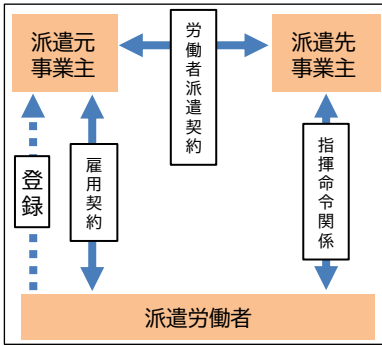 派遣元
事業主
労働者派遣契約
派遣先
事業主
登録
雇用契約
指揮命令関係
派遣労働者